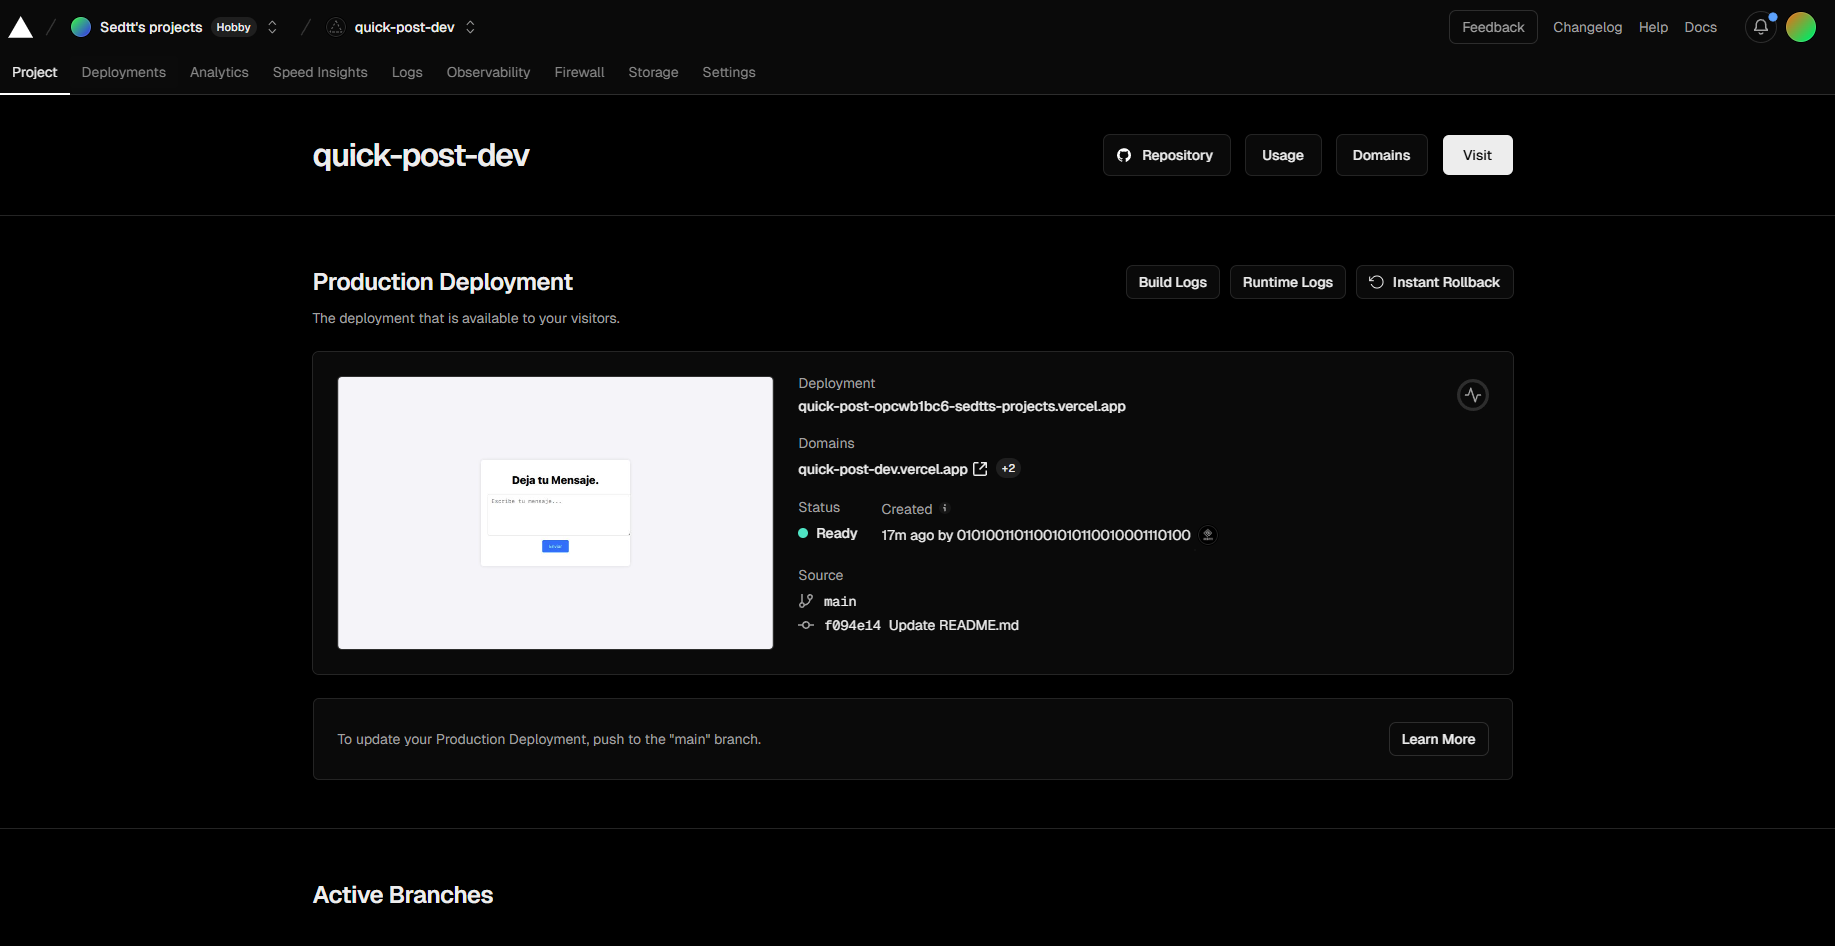 Sedtt's projects Hobby quick-post-dev Feedback Changelog Help Docs
Project Deployments Analytics Speed Insights Logs Observability Firewall Storage Settings
quick-post-dev Repository Usage Domains Visit
Production Deployment Build Logs Runtime Logs Instant Rollback
The deployment that is available to your visitors.
Deja tu Mensaje.
Escribe tu mensaje...
Deployment
quick-post-opcwb1bc6-sedtts-projects.vercel.app
Domains
quick-post-dev.vercel.app +2
Status Created
Ready 17m ago by 01010011011001010110010001110100
Source
main
f094e14 Update README.md
To update your Production Deployment, push to the "main" branch. Learn More
Active Branches